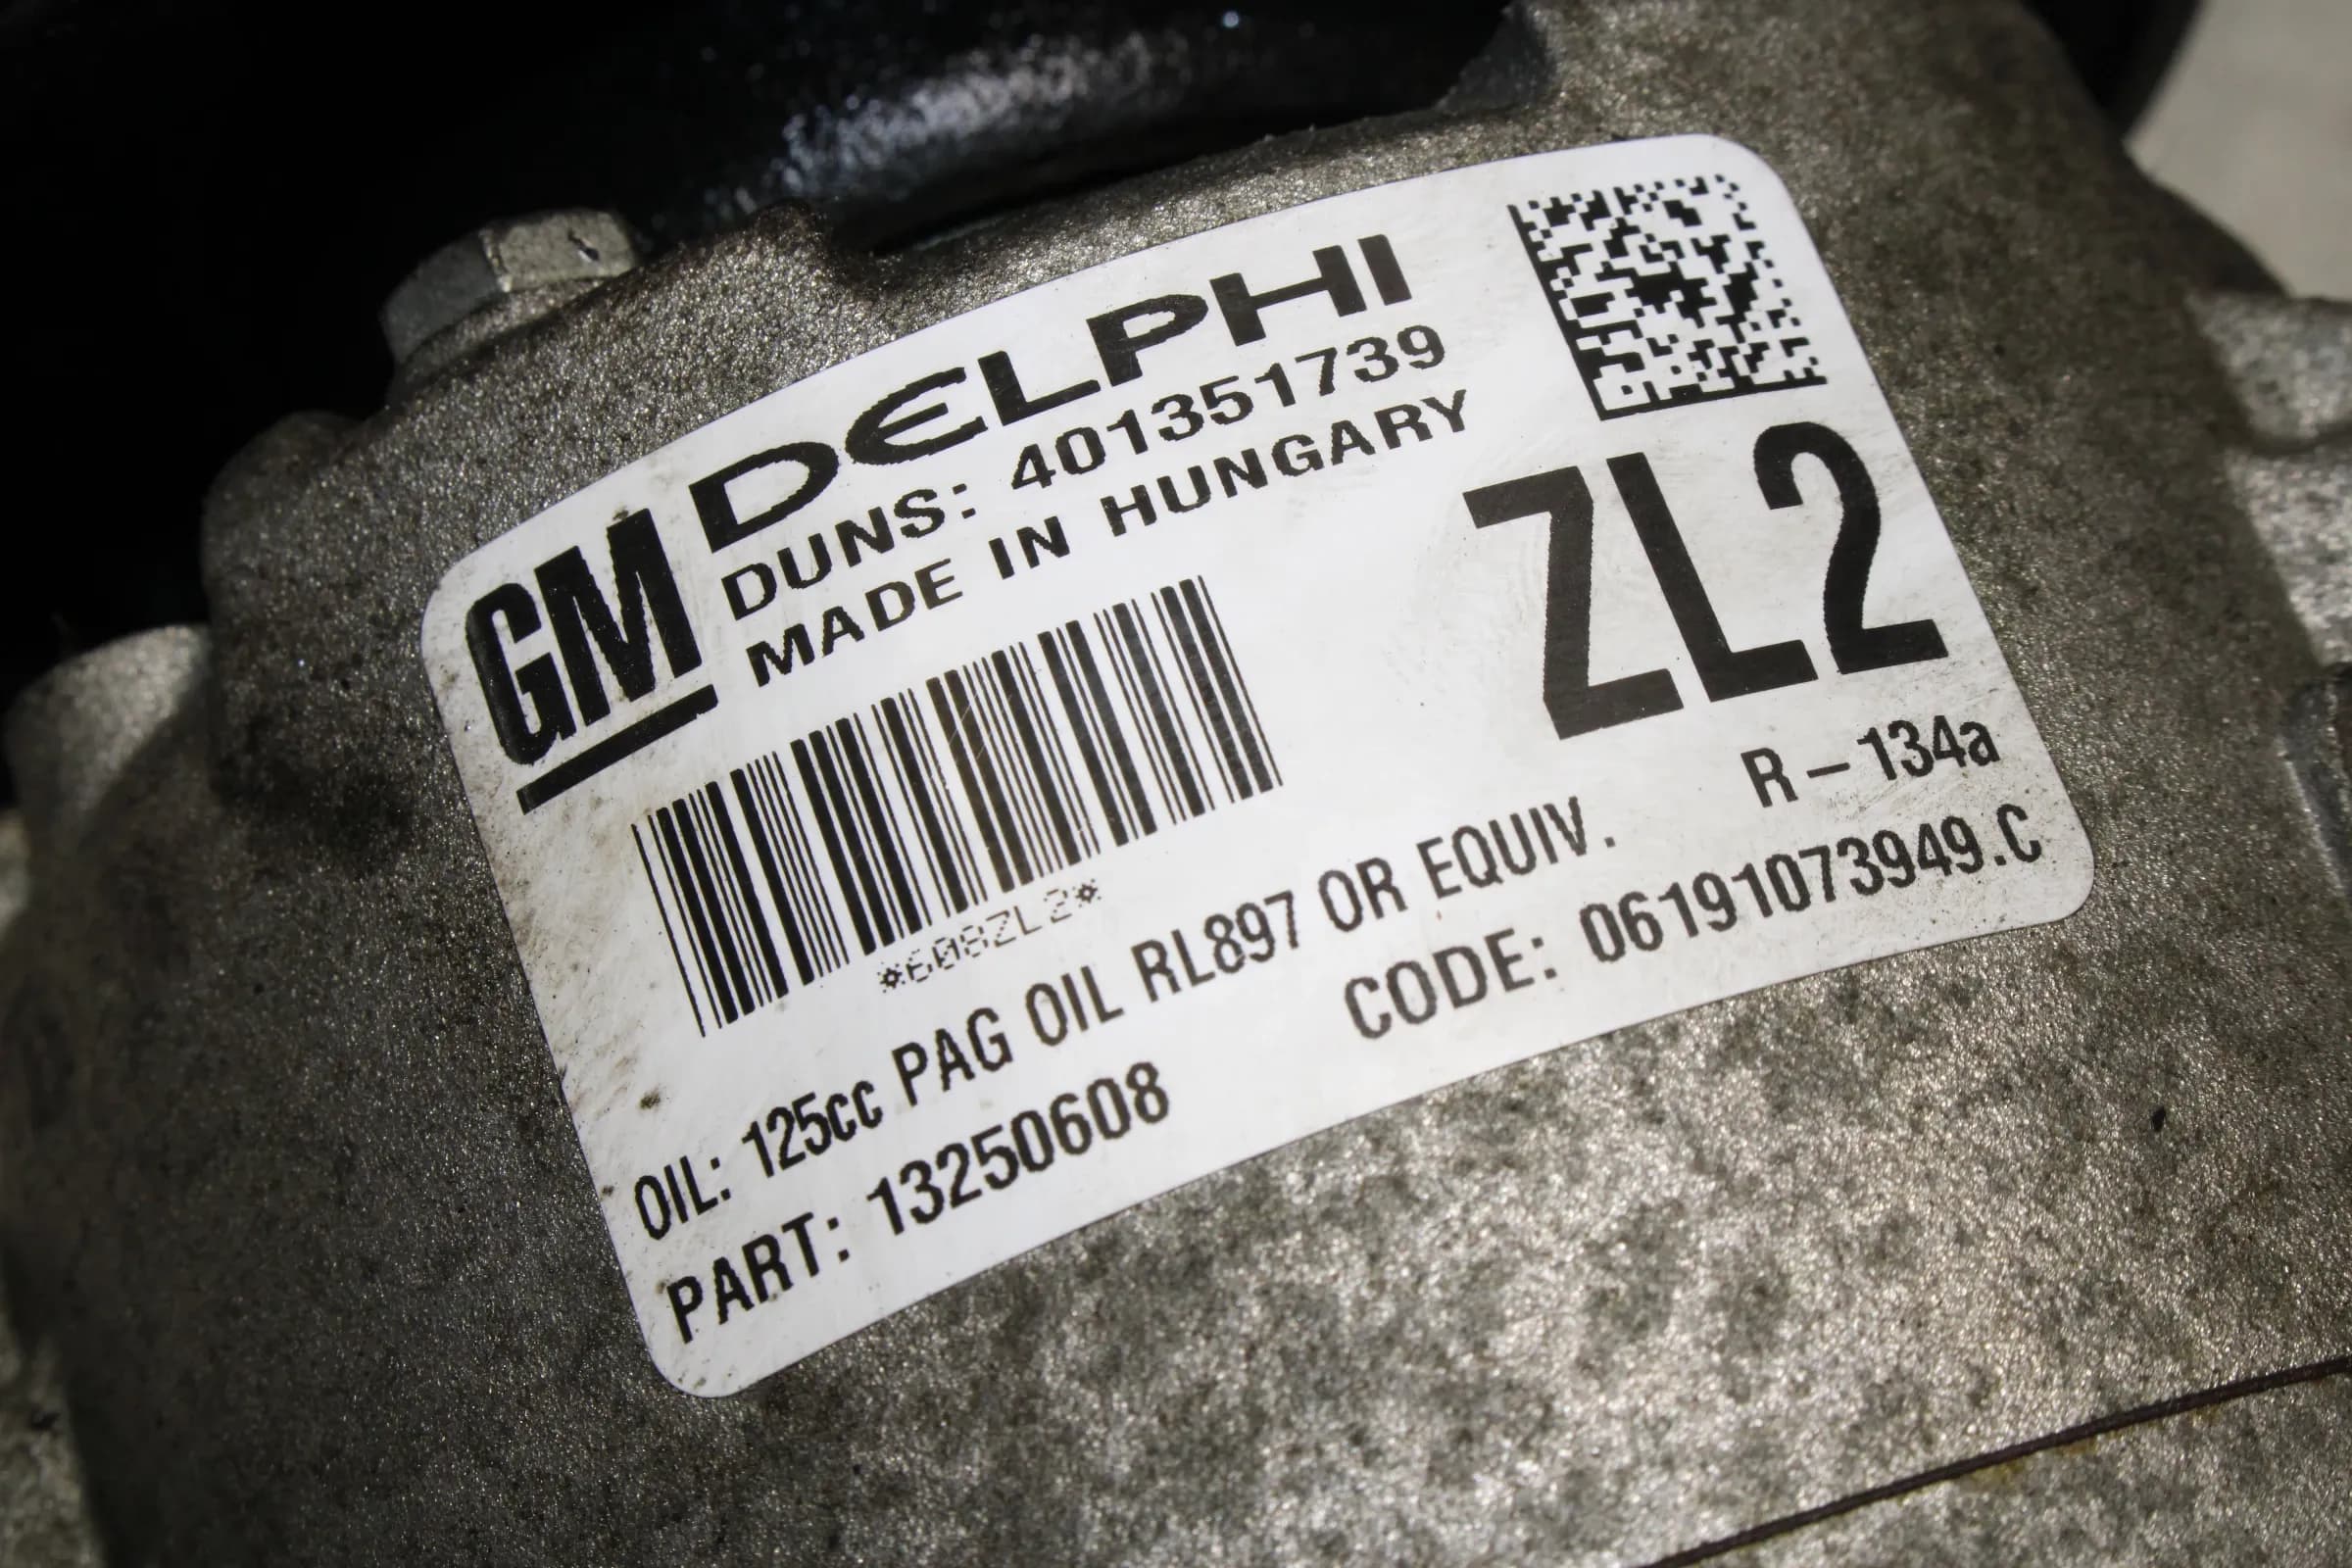 GM DELPHI
DUNS: 401351739
MADE IN HUNGARY
ZL2
*608ZL2*
R-134a
OIL: 125cc PAG OIL RL897 OR EQUIV.
PART: 13250608
CODE: 06191073949.C